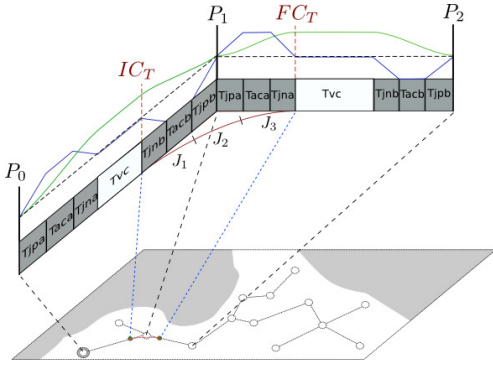 P1 FCT P2
ICT
Tjpa Taca Tjna Tvc Tjnb Tacb Tjpb
P0
Tjpa Taca Tjna Tvc Tjnb Tacb Tjpb
J1 J2 J3